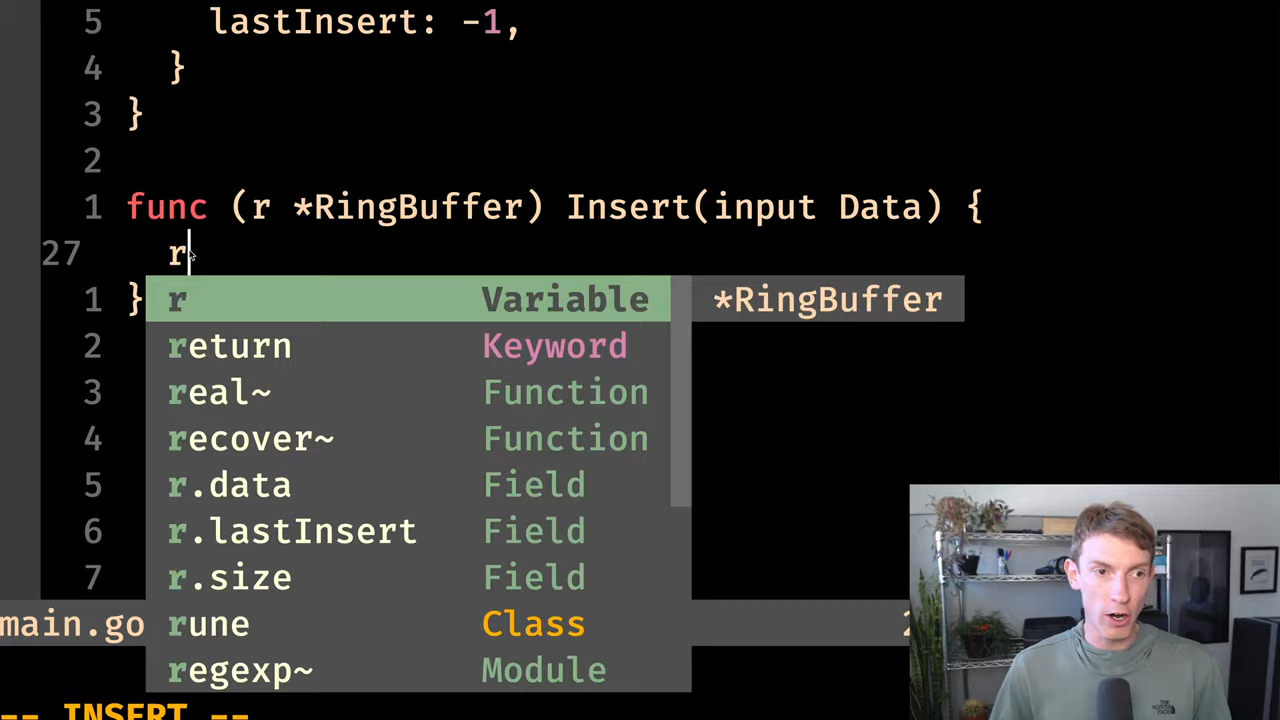 5 lastInsert: -1,
4 }
3 }
2
1 func (r *RingBuffer) Insert(input Data) {
27 r
1 }
r Variable *RingBuffer
2 return Keyword
3 real~ Function
4 recover~ Function
5 r.data Field
6 r.lastInsert Field
7 r.size Field
main.go rune Class
regexp~ Module
-- INSERT --